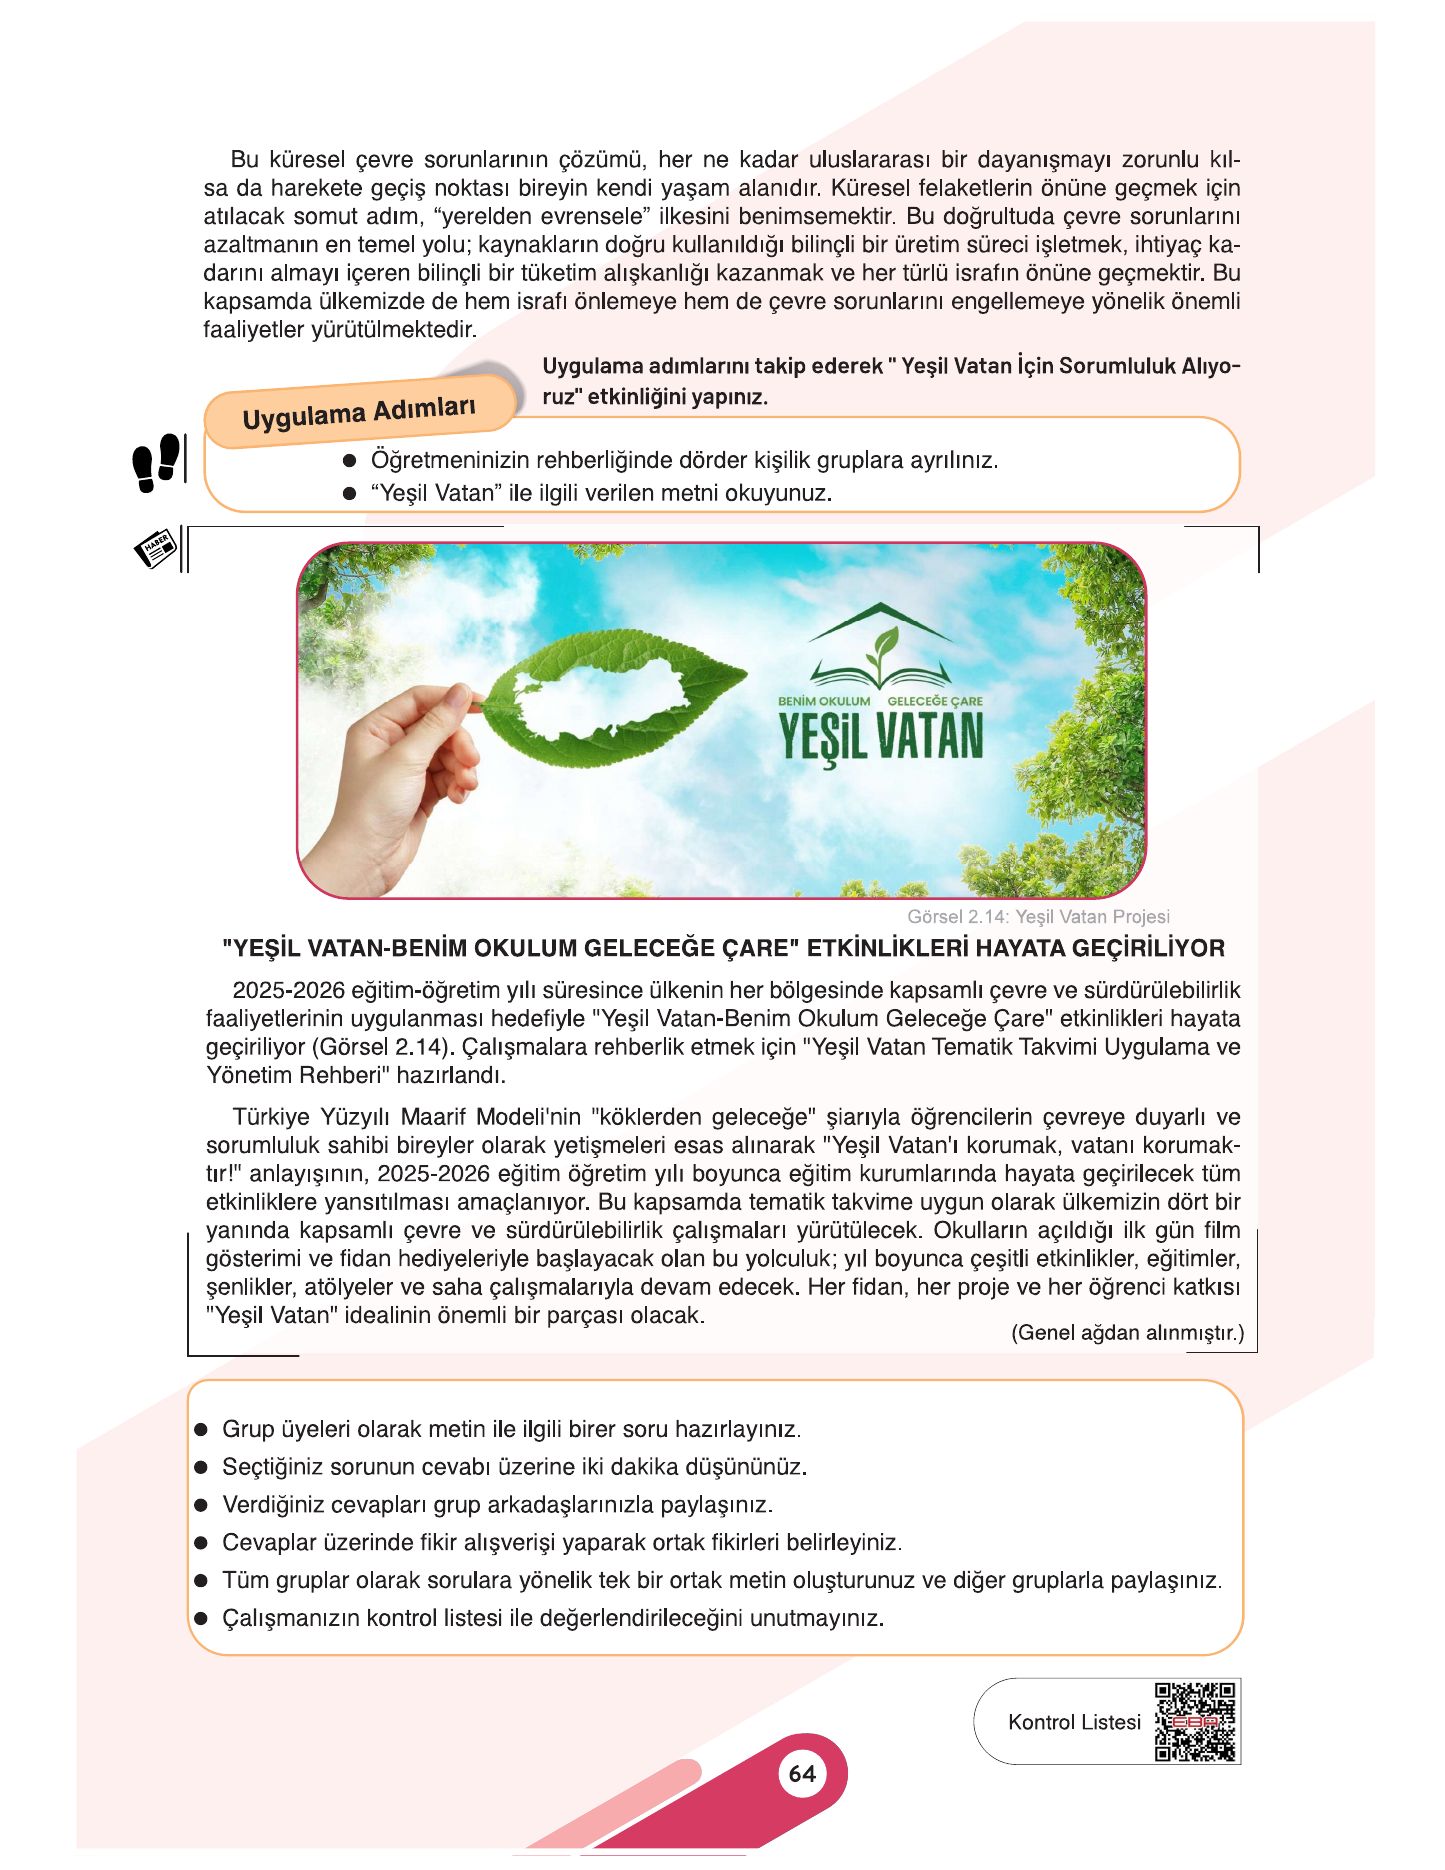 Bu küresel çevre sorunlarının çözümü, her ne kadar uluslararası bir dayanışmayı zorunlu kıl-
sa da harekete geçiş noktası bireyin kendi yaşam alanıdır. Küresel felaketlerin önüne geçmek için
atılacak somut adım, “yerelden evrensele” ilkesini benimsemektir. Bu doğrultuda çevre sorunlarını
azaltmanın en temel yolu; kaynakların doğru kullanıldığı bilinçli bir üretim süreci işletmek, ihtiyaç ka-
darını almayı içeren bilinçli bir tüketim alışkanlığı kazanmak ve her türlü israfın önüne geçmektir. Bu
kapsamda ülkemizde de hem israfı önlemeye hem de çevre sorunlarını engellemeye yönelik önemli
faaliyetler yürütülmektedir.
Uygulama adımlarını takip ederek " Yeşil Vatan İçin Sorumluluk Alıyo-
ruz" etkinliğini yapınız.
Uygulama Adımları
● Öğretmeninizin rehberliğinde dörder kişilik gruplara ayrılınız.
● “Yeşil Vatan” ile ilgili verilen metni okuyunuz.
HABER
BENİM OKULUM GELECEĞE ÇARE
YEŞİL VATAN
Görsel 2.14: Yeşil Vatan Projesi
"YEŞİL VATAN-BENİM OKULUM GELECEĞE ÇARE" ETKİNLİKLERİ HAYATA GEÇİRİLİYOR
2025-2026 eğitim-öğretim yılı süresince ülkenin her bölgesinde kapsamlı çevre ve sürdürülebilirlik
faaliyetlerinin uygulanması hedefiyle "Yeşil Vatan-Benim Okulum Geleceğe Çare" etkinlikleri hayata
geçiriliyor (Görsel 2.14). Çalışmalara rehberlik etmek için "Yeşil Vatan Tematik Takvimi Uygulama ve
Yönetim Rehberi" hazırlandı.
Türkiye Yüzyılı Maarif Modeli'nin "köklerden geleceğe" şiarıyla öğrencilerin çevreye duyarlı ve
sorumluluk sahibi bireyler olarak yetişmeleri esas alınarak "Yeşil Vatan'ı korumak, vatanı korumak-
tır!" anlayışının, 2025-2026 eğitim öğretim yılı boyunca eğitim kurumlarında hayata geçirilecek tüm
etkinliklere yansıtılması amaçlanıyor. Bu kapsamda tematik takvime uygun olarak ülkemizin dört bir
yanında kapsamlı çevre ve sürdürülebilirlik çalışmaları yürütülecek. Okulların açıldığı ilk gün film
gösterimi ve fidan hediyeleriyle başlayacak olan bu yolculuk; yıl boyunca çeşitli etkinlikler, eğitimler,
şenlikler, atölyeler ve saha çalışmalarıyla devam edecek. Her fidan, her proje ve her öğrenci katkısı
"Yeşil Vatan" idealinin önemli bir parçası olacak.
(Genel ağdan alınmıştır.)
● Grup üyeleri olarak metin ile ilgili birer soru hazırlayınız.
● Seçtiğiniz sorunun cevabı üzerine iki dakika düşününüz.
● Verdiğiniz cevapları grup arkadaşlarınızla paylaşınız.
● Cevaplar üzerinde fikir alışverişi yaparak ortak fikirleri belirleyiniz.
● Tüm gruplar olarak sorulara yönelik tek bir ortak metin oluşturunuz ve diğer gruplarla paylaşınız.
● Çalışmanızın kontrol listesi ile değerlendirileceğini unutmayınız.
Kontrol Listesi
EBA
64